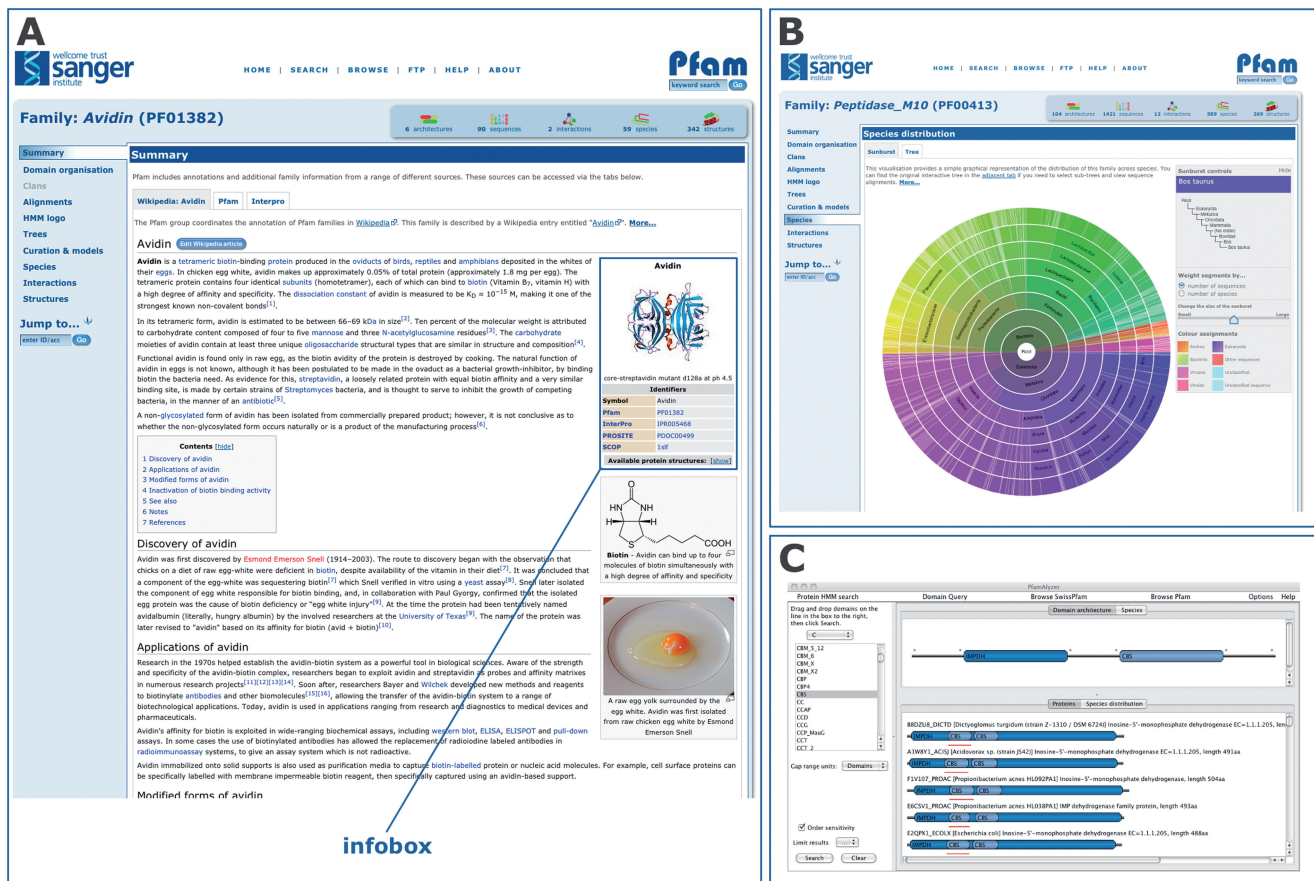 A
wellcome trust
sanger
institute
HOME | SEARCH | BROWSE | FTP | HELP | ABOUT
Pfam
keyword search Go
Family: Avidin (PF01382)
6 architectures 90 sequences 2 interactions 59 species 342 structures
Summary
Domain organisation
Clans
Alignments
HMM logo
Trees
Curation & models
Species
Interactions
Structures
Jump to...
enter ID/acc Go
Summary
Pfam includes annotations and additional family information from a range of different sources. These sources can be accessed via the tabs below.
Wikipedia: Avidin Pfam Interpro
The Pfam group coordinates the annotation of Pfam families in Wikipedia. This family is described by a Wikipedia entry entitled "Avidin". More...
Avidin Edit Wikipedia article
Avidin is a tetrameric biotin-binding protein produced in the oviducts of birds, reptiles and amphibians deposited in the whites
of their eggs. In chicken egg white, avidin makes up approximately 0.05% of total protein (approximately 1.8 mg per egg). The
tetrameric protein contains four identical subunits (homotetramer), each of which can bind to biotin (Vitamin B7, vitamin H) with
a high degree of affinity and specificity. The dissociation constant of avidin is measured to be KD ≈ 10−15 M, making it one of the
strongest known non-covalent bonds[1].
In its tetrameric form, avidin is estimated to be between 66–69 kDa in size[2]. Ten percent of the molecular weight is attributed
to carbohydrate content composed of four to five mannose and three N-acetylglucosamine residues[3]. The carbohydrate
moieties of avidin contain at least three unique oligosaccharide structural types that are similar in structure and composition[4].
Functional avidin is found only in raw egg, as the biotin avidity of the protein is destroyed by cooking. The natural function of
avidin in eggs is not known, although it has been postulated to be made in the oviduct as a bacterial growth-inhibitor, by binding
biotin the bacteria need. As evidence for this, streptavidin, a loosely related protein with equal biotin affinity and a very similar
binding site, is made by certain strains of Streptomyces bacteria, and is thought to serve to inhibit the growth of competing
bacteria, in the manner of an antibiotic[5].
A non-glycosylated form of avidin has been isolated from commercially prepared product; however, it is not conclusive as to
whether the non-glycosylated form occurs naturally or is a product of the manufacturing process[6].
Contents [hide]
1 Discovery of avidin
2 Applications of avidin
3 Modified forms of avidin
4 Inactivation of biotin binding activity
5 See also
6 Notes
7 References
Discovery of avidin
Avidin was first discovered by Esmond Emerson Snell (1914–2003). The route to discovery began with the observation that
chicks on a diet of raw egg-white were deficient in biotin, despite availability of the vitamin in their diet[7]. It was concluded that
a component of the egg-white was sequestering biotin[7] which Snell verified in vitro using a yeast assay[8]. Snell later isolated
the component of egg white responsible for biotin binding, and, in collaboration with Paul Gyorgy, confirmed that the isolated
egg protein was the cause of biotin deficiency or "egg white injury"[9]. At the time the protein had been tentatively named
avidalbumin (literally, hungry albumin) by the involved researchers at the University of Texas[9]. The name of the protein was
later revised to "avidin" based on its affinity for biotin (avid + biotin)[10].
Applications of avidin
Research in the 1970s helped establish the avidin-biotin system as a powerful tool in biological sciences. Aware of the strength
and specificity of the avidin-biotin complex, researchers began to exploit avidin and streptavidin as probes and affinity matrixes
in numerous research projects[11][12][13][14]. Soon after, researchers Bayer and Wilchek developed new methods and reagents
to biotinylate antibodies and other biomolecules[15][16], allowing the transfer of the avidin-biotin system to a range of
biotechnological applications. Today, avidin is used in applications ranging from research and diagnostics to medical devices and
pharmaceuticals.
Avidin's affinity for biotin is exploited in wide-ranging biochemical assays, including western blot, ELISA, ELISPOT and pull-down
assays. In some cases the use of biotinylated antibodies has allowed the replacement of radioiodine labeled antibodies in
radioimmunoassay systems, to give an assay system which is not radioactive.
Avidin immobilized onto solid supports is also used as purification media to capture biotin-labelled protein or nucleic acid molecules. For example, cell surface proteins can
be specifically labelled with membrane impermeable biotin reagent, then specifically captured using an avidin-based support.
Modified forms of avidin
Avidin
core-streptavidin mutant d128a at ph 4.5
Identifiers
Symbol Avidin
Pfam PF01382
InterPro IPR005468
PROSITE PDOC00499
SCOP 1slf
Available protein structures: [show]
O
HN NH
H H
S COOH
Biotin - Avidin can bind up to four
molecules of biotin simultaneously with
a high degree of affinity and specificity
A raw egg yolk surrounded by the
egg white. Avidin was first isolated
from raw chicken egg white by Esmond
Emerson Snell
infobox
B
wellcome trust
sanger
institute
HOME | SEARCH | BROWSE | FTP | HELP | ABOUT
Pfam
keyword search Go
Family: Peptidase_M10 (PF00413)
104 architectures 1421 sequences 12 interactions 589 species 269 structures
Summary
Domain organisation
Clans
Alignments
HMM logo
Trees
Curation & models
Species
Interactions
Structures
Jump to...
enter ID/acc Go
Species distribution
Sunburst Tree
This visualisation provides a simple graphical representation of the distribution of this family across species. You
can find the original interactive tree in the adjacent tab if you need to select sub-trees and view sequence
alignments. More...
Bacteria
Root
Eukaryota
Sunburst controls Hide
Bos taurus
Root
Eukaryota
Metazoa
Chordata
Mammalia
(No order)
Bovidae
Bos
Bos taurus
Weight segments by...
number of sequences
number of species
Change the size of the sunburst
Small Large
Colour assignments
Archea Eukaryota
Bacteria Other sequences
Viruses Unclassified
Viroids Unclassified sequence
C
PfamAlyzer
Protein HMM search Domain Query Browse SwissPfam Browse Pfam Options Help
Drag and drop domains on the
line in the box to the right,
then click Search.
C
CBM_5_12
CBM_6
CBM_X
CBM_X2
CBP
CBP4
CBS
CC
CCAP
CCD
CCG
CCP_MauG
CCT
CCT_2
Gap range units: Domains
Order sensitivity
Limit results ...
Search Clear
Domain architecture Species
IMPDH CBS
Proteins Species distribution
B8DZU8_DICTD [Dictyoglomus turgidum (strain Z-1310 / DSM 6724)] Inosine-5'-monophosphate dehydrogenase EC=1.1.1.205, len
IMPDH CBS CBS
A1W8Y1_ACISJ [Acidovorax sp. (strain JS42)] Inosine-5'-monophosphate dehydrogenase EC=1.1.1.205, length 491aa
IMPDH CBS CBS
F1V107_PROAC [Propionibacterium acnes HL092PA1] Inosine-5'-monophosphate dehydrogenase, length 504aa
IMPDH CBS CBS
E6CSV1_PROAC [Propionibacterium acnes HL038PA1] IMP dehydrogenase family protein, length 493aa
IMPDH CBS CBS
E2QPX1_ECOLX [Escherichia coli] Inosine-5'-monophosphate dehydrogenase EC=1.1.1.205, length 488aa
IMPDH CBS CBS